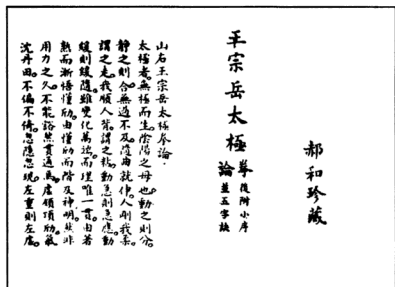 郝和珍藏
王宗岳太極拳論
後附小序
並五字訣
山右王宗岳太極拳論
太極者無極而生陰陽之母也動之則分
靜之則合無過不及隨曲就伸人剛我柔
謂之走我順人背謂之粘動急則急應動
緩則緩隨雖變化萬端而理唯一貫由著
熟而漸悟懂劲由懂劲而階及神明然非
用力之久不能豁然貫通焉虛領頂劲氣
沈丹田不偏不倚忽隱忽現左重則左虛